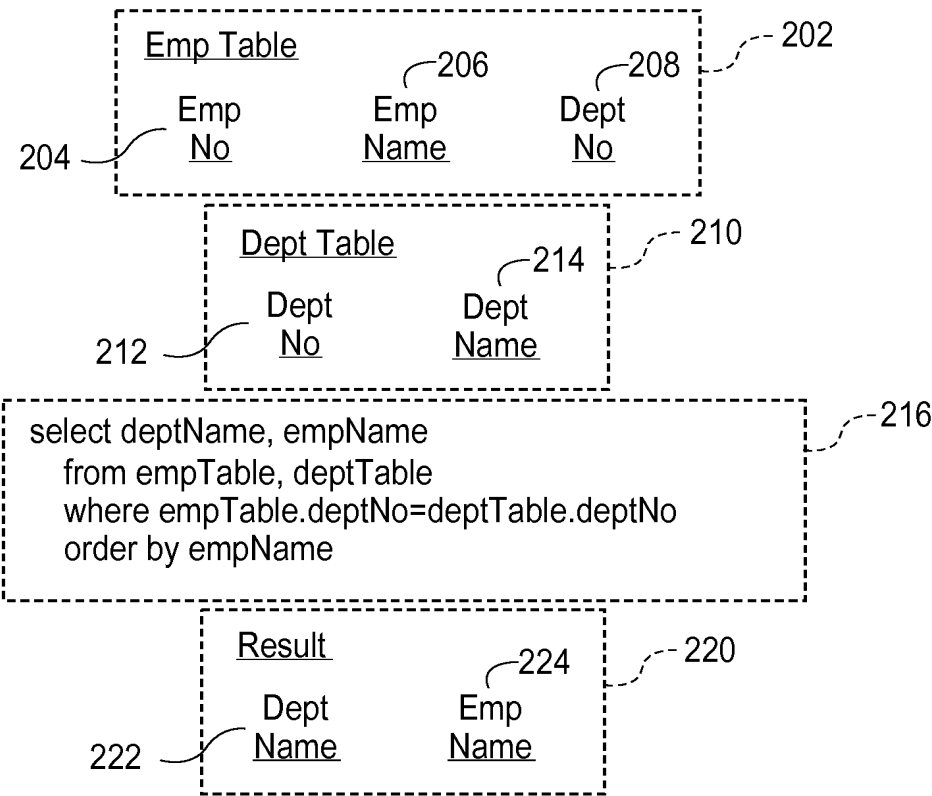 Emp Table
202
206
208
Emp
Emp
Dept
204
No
Name
No
Dept Table
210
214
Dept
Dept
212
No
Name
select deptName, empName
216
from empTable, deptTable
where empTable.deptNo=deptTable.deptNo
order by empName
Result
220
224
Dept
Emp
222
Name
Name